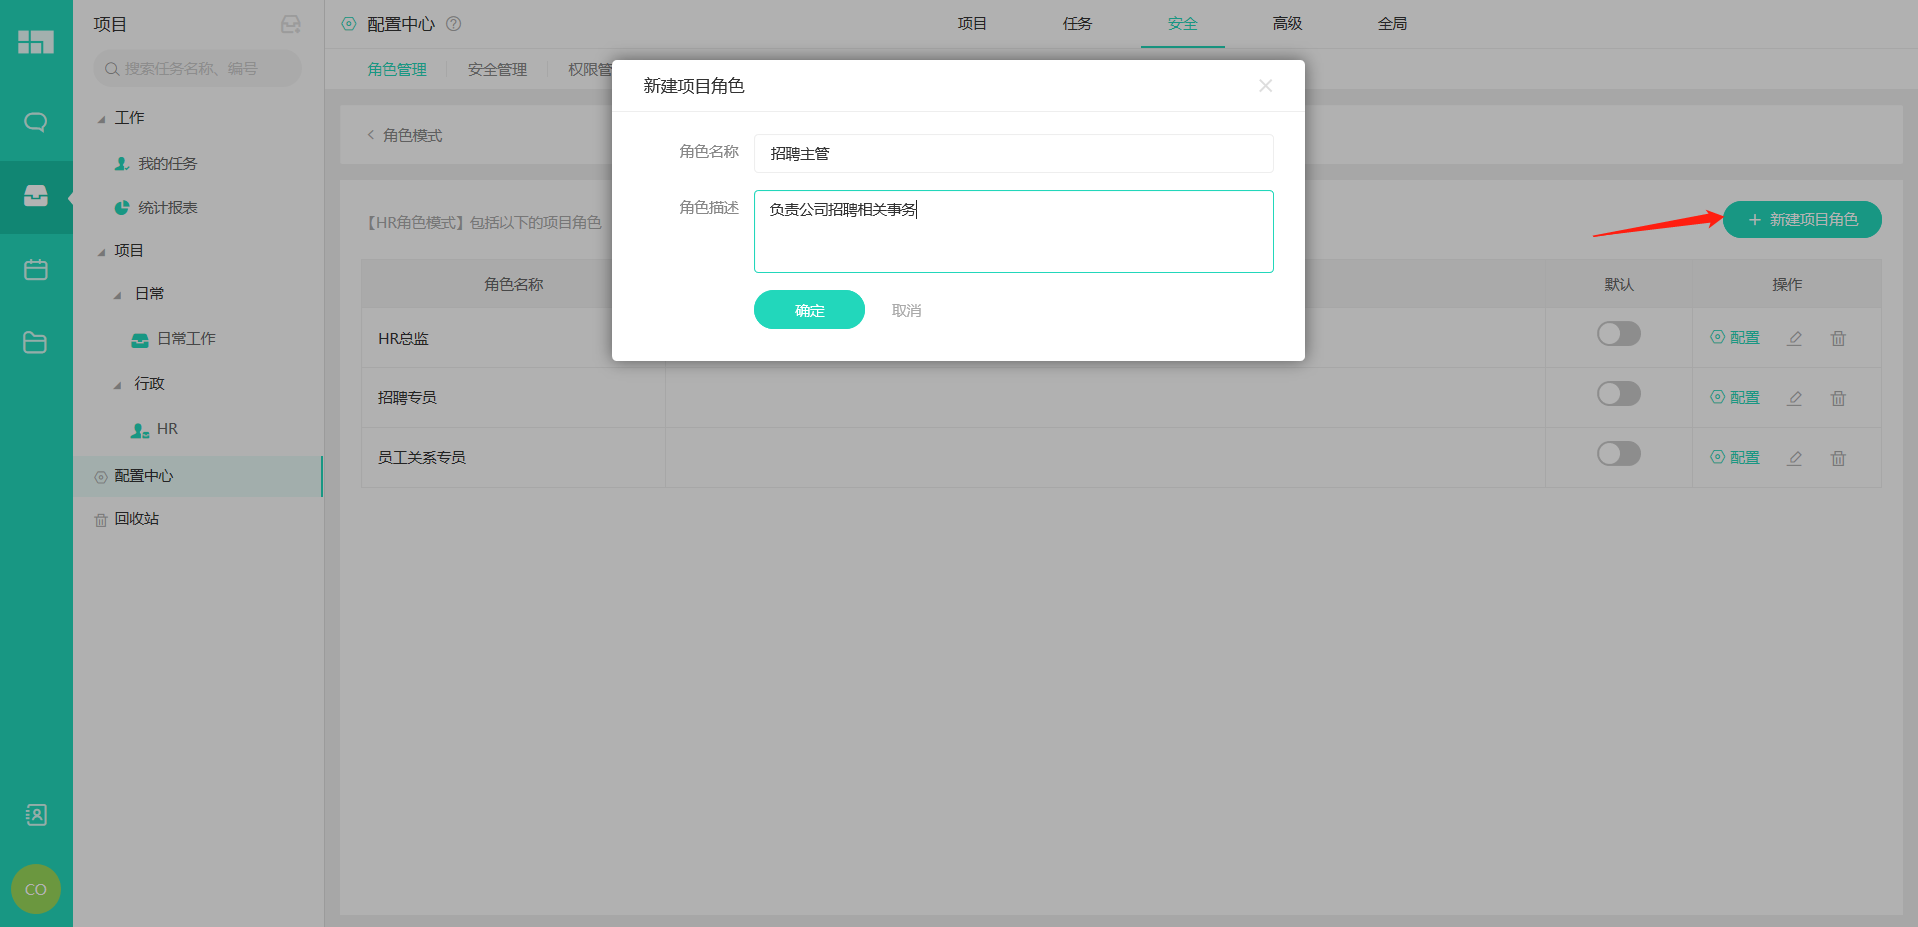 项目
搜索任务名称、编号
工作
我的任务
统计报表
项目
日常
日常工作
行政
HR
配置中心
回收站
CO
配置中心 ?
项目 任务 安全 高级 全局
角色管理 安全管理 权限管
角色模式
【HR角色模式】包括以下的项目角色
+ 新建项目角色
角色名称 默认 操作
HR总监 配置
招聘专员 配置
员工关系专员 配置
新建项目角色
角色名称 招聘主管
角色描述 负责公司招聘相关事务
确定 取消